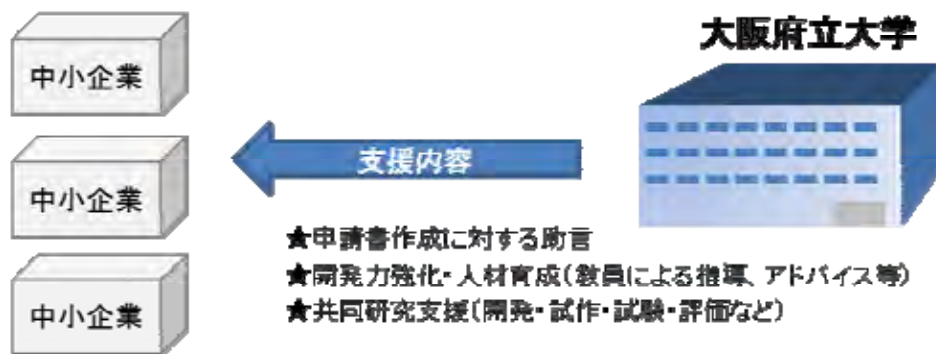 大阪府立大学
中小企業
中小企業
中小企業
支援内容
★申請書作成に対する助言
★開発力強化・人材育成(教員による指導、アドバイス等)
★共同研究支援(開発・試作・試験・評価など)